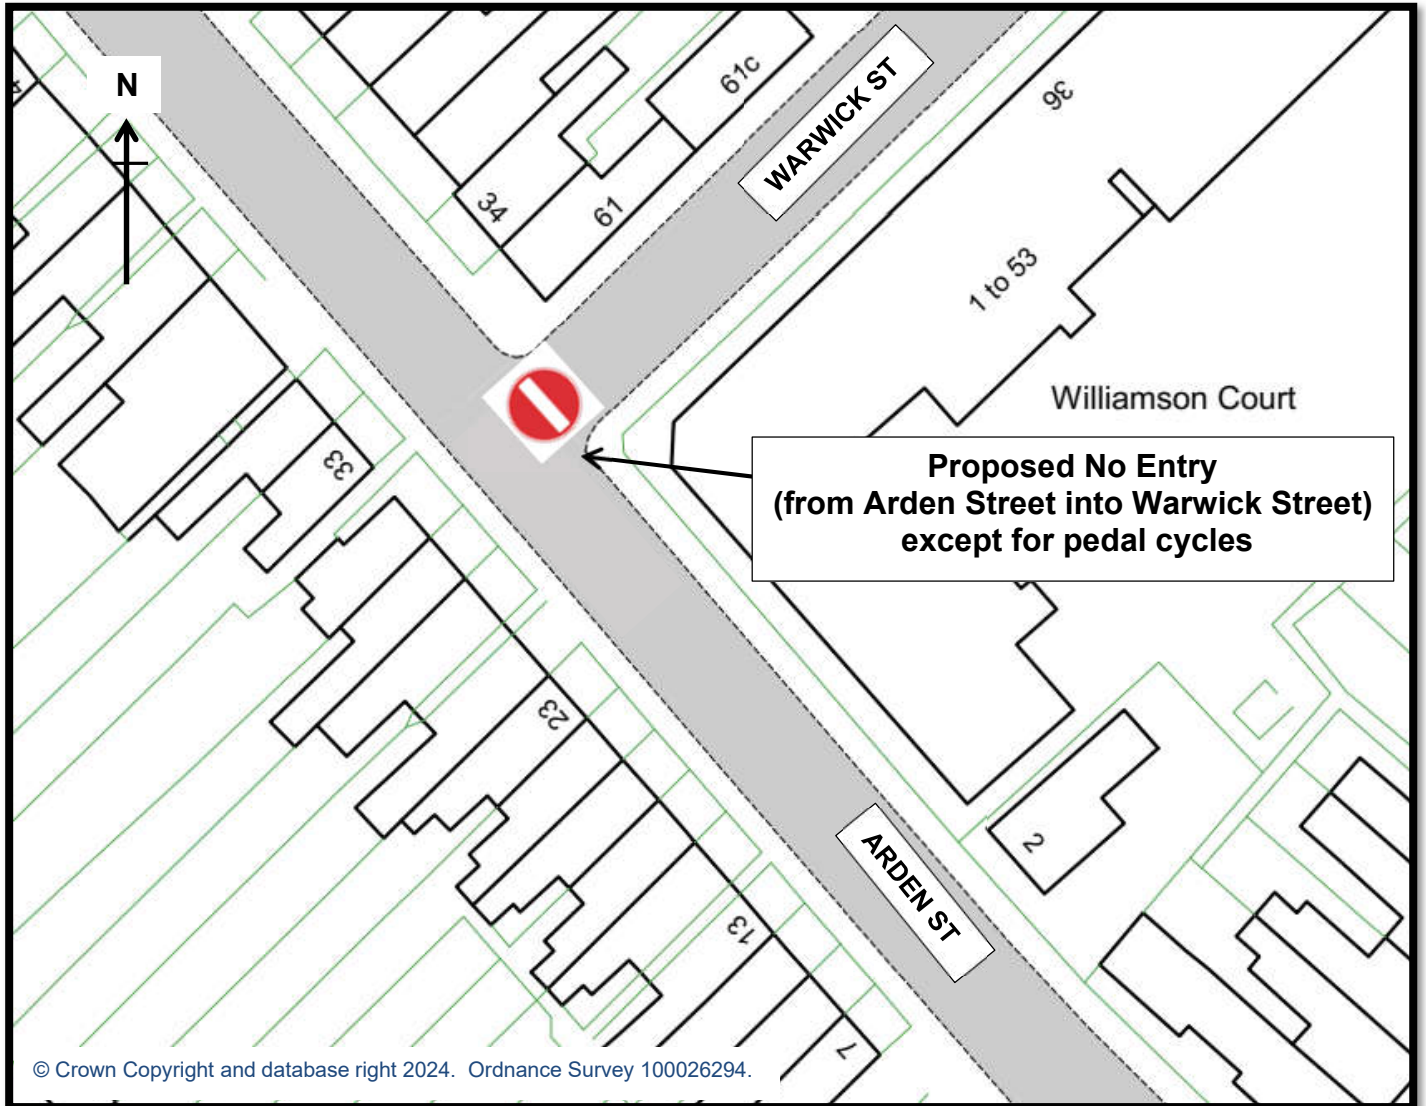 N
61c
WARWICK ST
36
34
61
1 to 53
Williamson Court
Proposed No Entry
(from Arden Street into Warwick Street)
except for pedal cycles
33
23
2
ARDEN ST
13
7
© Crown Copyright and database right 2024. Ordnance Survey 100026294.